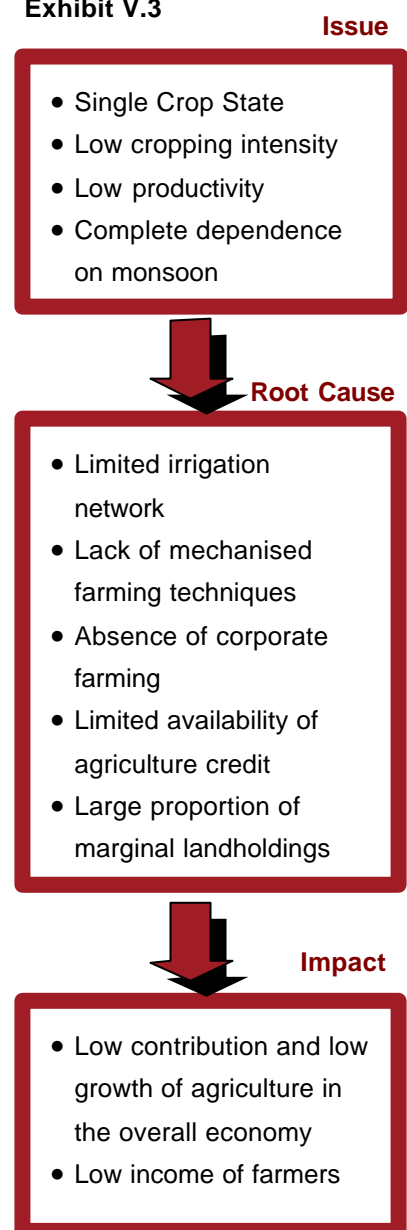 Exhibit V.3
Issue
• Single Crop State
• Low cropping intensity
• Low productivity
• Complete dependence
on monsoon
Root Cause
• Limited irrigation
network
• Lack of mechanised
farming techniques
• Absence of corporate
farming
• Limited availability of
agriculture credit
• Large proportion of
marginal landholdings
Impact
• Low contribution and low
growth of agriculture in
the overall economy
• Low income of farmers